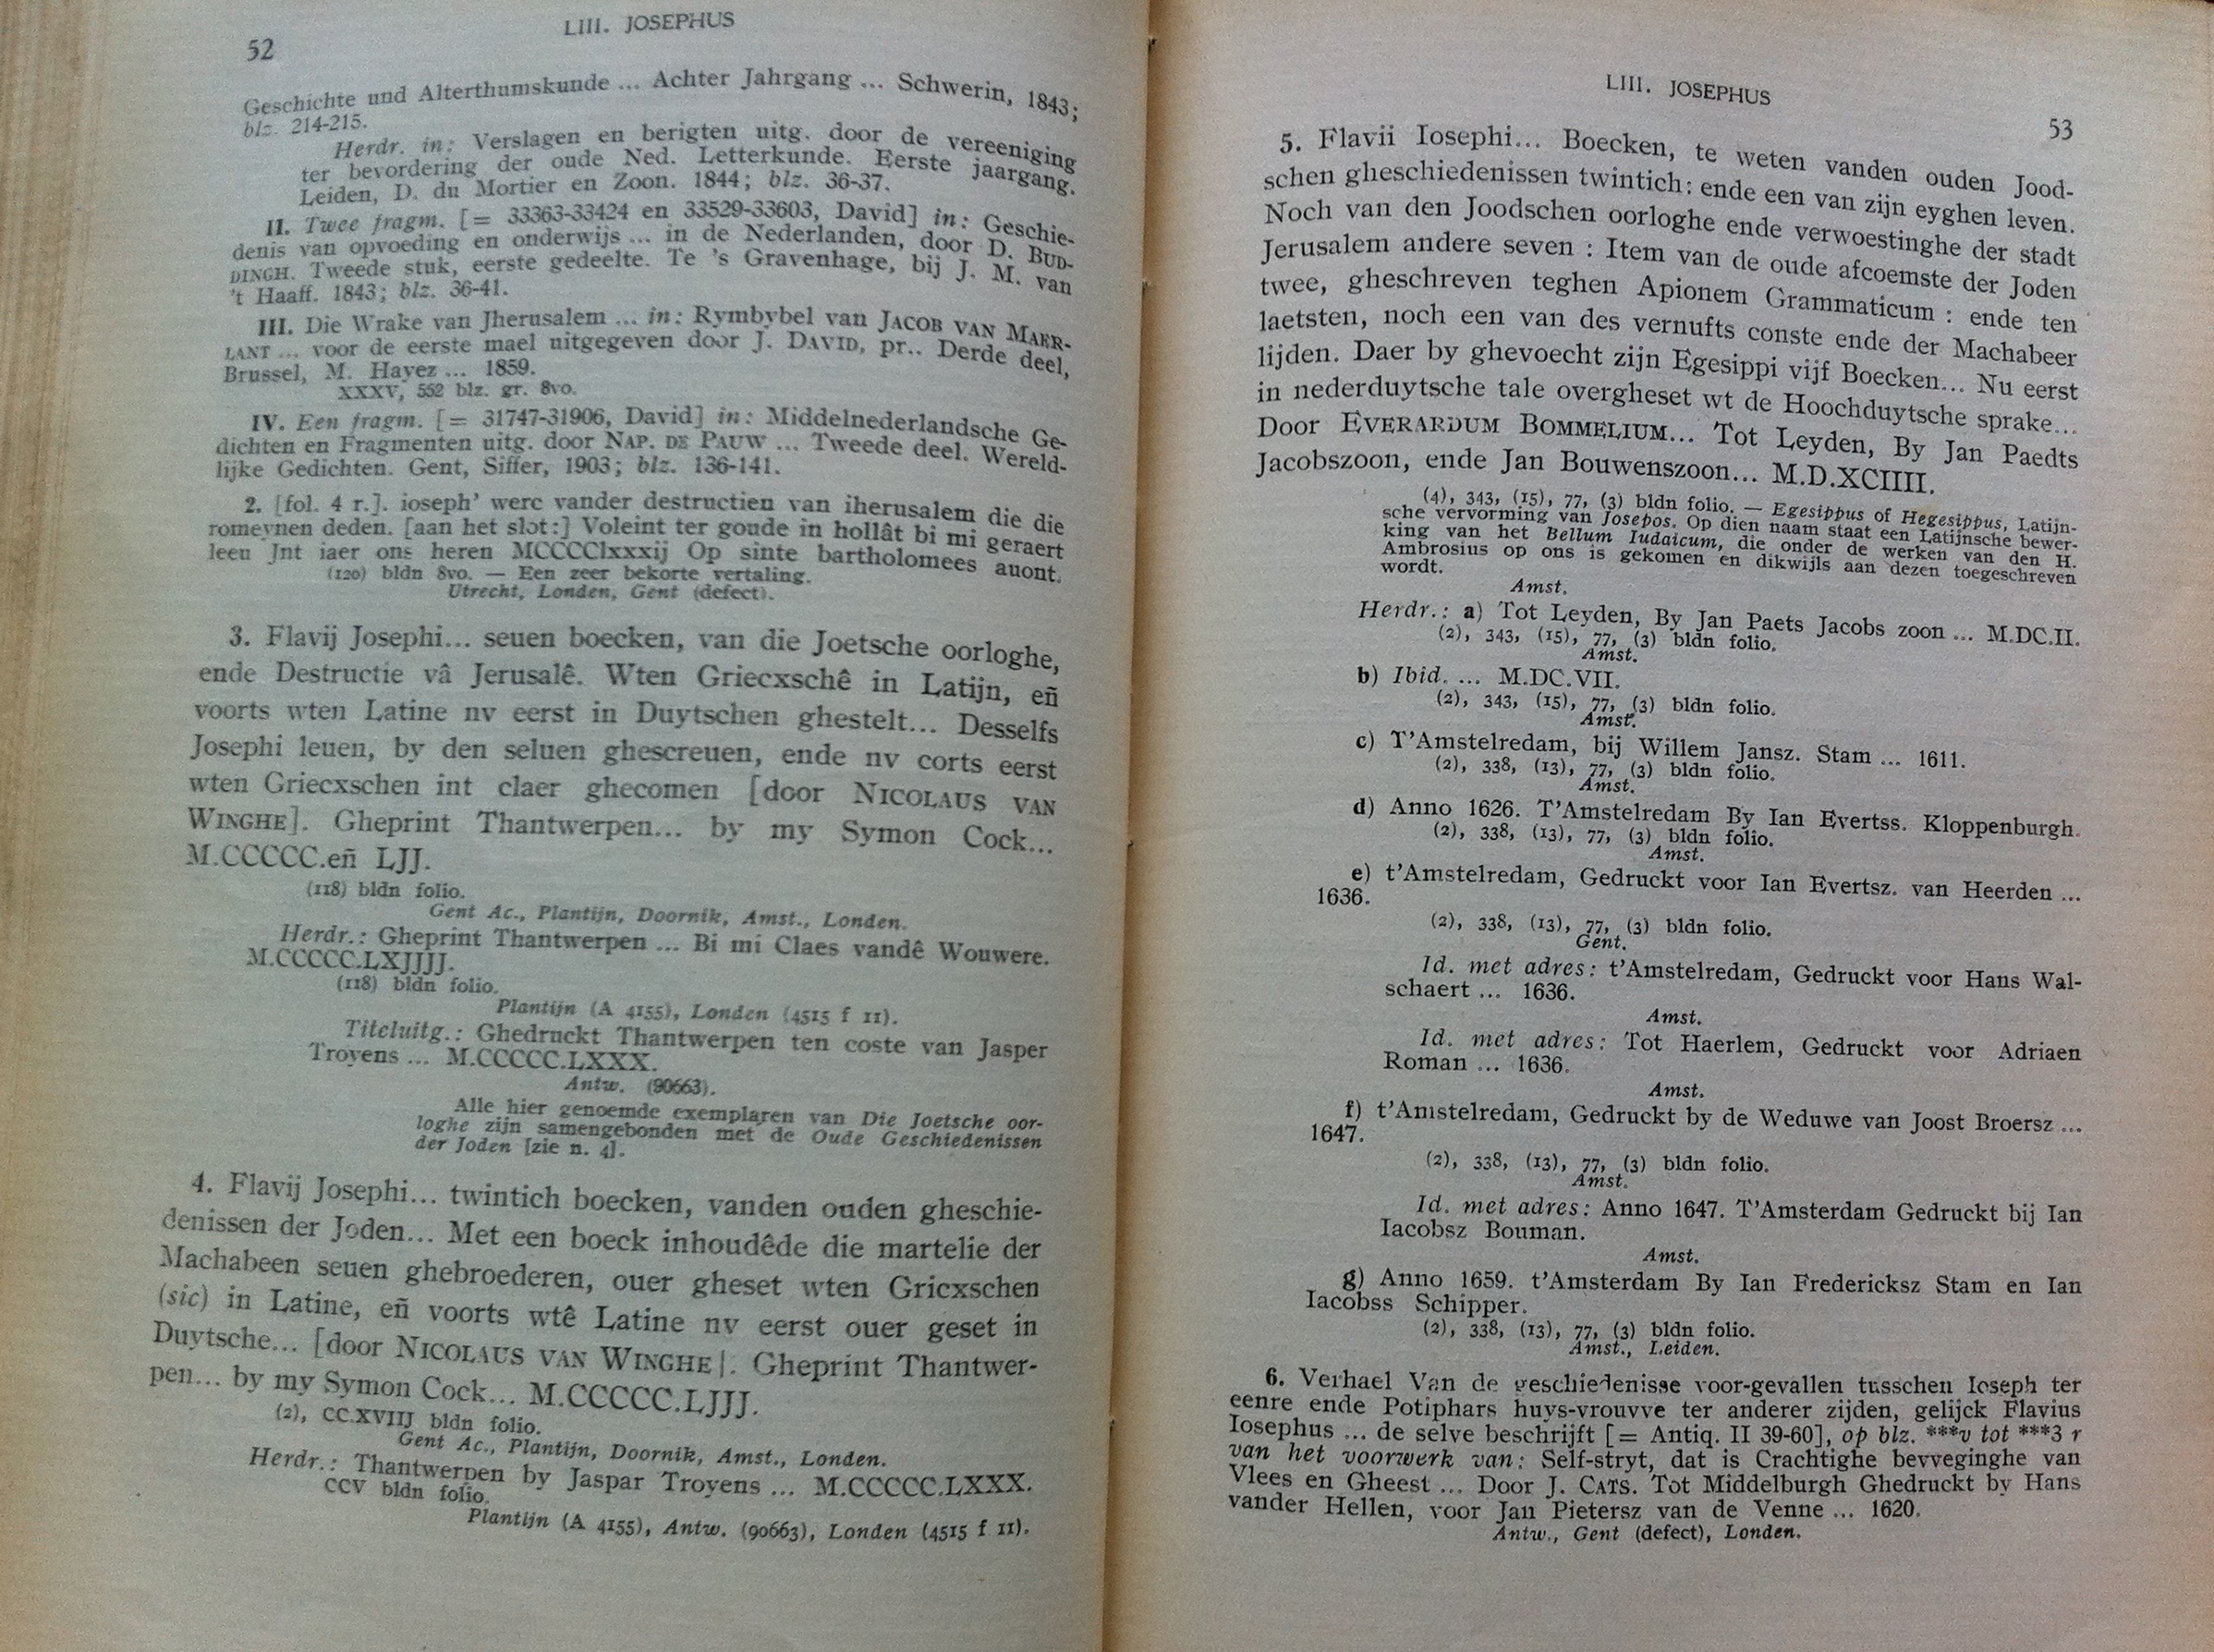 52
LIII. JOSEPHUS
Geschichte und Alterthumskunde ... Achter Jahrgang ... Schwerin, 1843;
blz. 214-215.
Herdr. in: Verslagen en berigten uitg. door de vereeniging
ter bevordering der oude Ned. Letterkunde. Eerste jaargang.
Leiden, D. du Mortier en Zoon. 1844; blz. 36-37.
II. Twee fragm. [= 33363-33424 en 33529-33603, David] in: Geschie-
denis van opvoeding en onderwijs ... in de Nederlanden, door D. BUD-
DINGH. Tweede stuk, eerste gedeelte. Te 's Gravenhage, bij J. M. van
't Haaff. 1843; blz. 36-41.
III. Die Wrake van Jherusalem ... in: Rymbybel van JACOB VAN MAER-
LANT ... voor de eerste mael uitgegeven door J. DAVID, pr.. Derde deel,
Brussel, M. Hayez ... 1859.
XXXV, 552 blz. gr. 8vo.
IV. Een fragm. [= 31747-31906, David] in: Middelnederlandsche Ge-
dichten en Fragmenten uitg. door NAP. DE PAUW ... Tweede deel. Wereld-
lijke Gedichten. Gent, Siffer, 1903; blz. 136-141.
2. [fol. 4 r.]. ioseph' werc vander destructien van iherusalem die die
romeynen deden. [aan het slot:] Voleint ter goude in hollât bi mi geraert
leeu Jnt iaer ons heren MCCCClxxxij Op sinte bartholomees auont.
(120) bldn 8vo. — Een zeer bekorte vertaling.
Utrecht, Londen, Gent (defect).
3. Flavij Josephi... seuen boecken, van die Joetsche oorloghe,
ende Destructie vâ Jerusalê. Wten Griecxschê in Latijn, eñ
voorts wten Latine nv eerst in Duytschen ghestelt... Desselfs
Josephi leuen, by den seluen ghescreuen, ende nv corts eerst
wten Griecxschen int claer ghecomen [door NICOLAUS VAN
WINGHE]. Gheprint Thantwerpen... by my Symon Cock...
M.CCCCC.eñ LJJ.
(118) bldn folio.
Gent Ac., Plantijn, Doornik, Amst., Londen.
Herdr.: Gheprint Thantwerpen ... Bi mi Claes vandê Wouwere.
M.CCCCC.LXJJJJ.
(118) bldn folio.
Plantijn (A 4155), Londen (4515 f 11).
Titeluitg.: Ghedruckt Thantwerpen ten coste van Jasper
Troyens ... M.CCCCC.LXXX.
Antw. (90663).
Alle hier genoemde exemplaren van Die Joetsche oor-
loghe zijn samengebonden met de Oude Geschiedenissen
der Joden [zie n. 4].
4. Flavij Josephi... twintich boecken, vanden ouden gheschie-
denissen der Joden... Met een boeck inhoudêde die martelie der
Machabeen seuen ghebroederen, ouer gheset wten Gricxschen
(sic) in Latine, eñ voorts wtê Latine nv eerst ouer geset in
Duytsche... [door NICOLAUS VAN WINGHE]. Gheprint Thantwer-
pen... by my Symon Cock... M.CCCCC.LJJJ.
(2), CC.XVIIJ bldn folio.
Gent Ac., Plantijn, Doornik, Amst., Londen.
Herdr.: Thantwerpen by Jaspar Troyens ... M.CCCCC.LXXX.
CCV bldn folio.
Plantijn (A 4155), Antw. (90663), Londen (4515 f 11).
LIII. JOSEPHUS
53
5. Flavii Iosephi... Boecken, te weten vanden ouden Jood-
schen gheschiedenissen twintich: ende een van zijn eyghen leven.
Noch van den Joodschen oorloghe ende verwoestinghe der stadt
Jerusalem andere seven : Item van de oude afcoemste der Joden
twee, gheschreven teghen Apionem Grammaticum : ende ten
laetsten, noch een van des vernufts conste ende der Machabeer
lijden. Daer by ghevoecht zijn Egesippi vijf Boecken... Nu eerst
in nederduytsche tale overgheset wt de Hoochduytsche sprake...
Door EVERARDUM BOMMELIUM... Tot Leyden, By Jan Paedts
Jacobszoon, ende Jan Bouwenszoon... M.D.XCIIII.
(4), 343, (15), 77, (3) bldn folio. — Egesippus of Hegesippus, Latijn-
sche vervorming van Josepos. Op dien naam staat een Latijnsche bewer-
king van het Bellum Iudaicum, die onder de werken van den H.
Ambrosius op ons is gekomen en dikwijls aan dezen toegeschreven
wordt.
Amst.
Herdr.: a) Tot Leyden, By Jan Paets Jacobs zoon ... M.DC.II.
(2), 343, (15), 77, (3) bldn folio.
Amst.
b) Ibid. ... M.DC.VII.
(2), 343, (15), 77, (3) bldn folio.
Amst.
c) T'Amstelredam, bij Willem Jansz. Stam ... 1611.
(2), 338, (13), 77, (3) bldn folio.
Amst.
d) Anno 1626. T'Amstelredam By Ian Evertss. Kloppenburgh.
(2), 338, (13), 77, (3) bldn folio.
Amst.
e) t'Amstelredam, Gedruckt voor Ian Evertsz. van Heerden ...
1636.
(2), 338, (13), 77, (3) bldn folio.
Gent.
Id. met adres: t'Amstelredam, Gedruckt voor Hans Wal-
schaert ... 1636.
Amst.
Id. met adres: Tot Haerlem, Gedruckt voor Adriaen
Roman ... 1636.
Amst.
f) t'Amstelredam, Gedruckt by de Weduwe van Joost Broersz ...
1647.
(2), 338, (13), 77, (3) bldn folio.
Amst.
Id. met adres: Anno 1647. T'Amsterdam Gedruckt bij Ian
Iacobsz Bouman.
Amst.
g) Anno 1659. t'Amsterdam By Ian Fredericksz Stam en Ian
Iacobss Schipper.
(2), 338, (13), 77, (3) bldn folio.
Amst., Leiden.
6. Verhael Van de geschiedenisse voor-gevallen tusschen Ioseph ter
eenre ende Potiphars huys-vrouvve ter anderer zijden, gelijck Flavius
Iosephus ... de selve beschrijft [= Antiq. II 39-60], op blz. ***v tot ***3 r
van het voorwerk van: Self-stryt, dat is Crachtighe bevveginghe van
Vlees en Gheest ... Door J. CATS. Tot Middelburgh Ghedruckt by Hans
vander Hellen, voor Jan Pietersz van de Venne ... 1620.
Antw., Gent (defect), Londen.